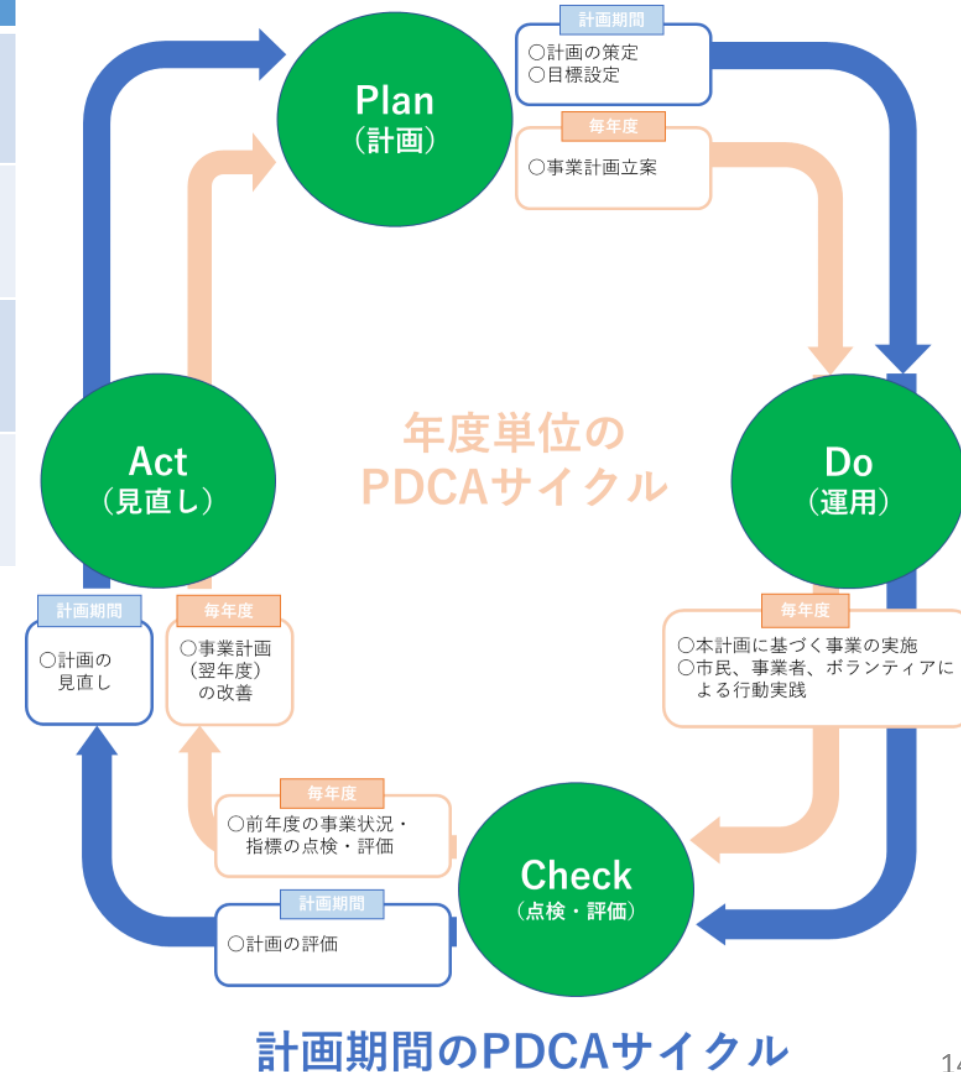 計画期間
○計画の策定
○目標設定
Plan
（計画）
毎年度
○事業計画立案
年度単位の
PDCAサイクル
Act
（見直し）
Do
（運用）
計画期間
○計画の
見直し
毎年度
○事業計画
（翌年度）
の改善
毎年度
○本計画に基づく事業の実施
○市民、事業者、ボランティアに
よる行動実践
毎年度
○前年度の事業状況・
指標の点検・評価
Check
（点検・評価）
計画期間
○計画の評価
計画期間のPDCAサイクル